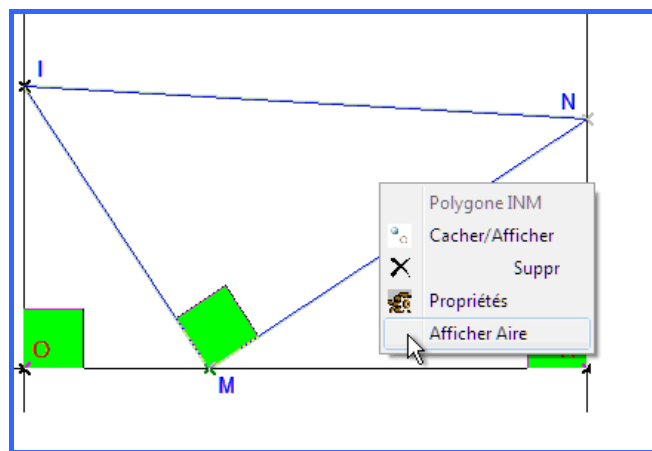 I
N
Polygone INM
Cacher/Afficher
Suppr
Propriétés
Afficher Aire
O
M